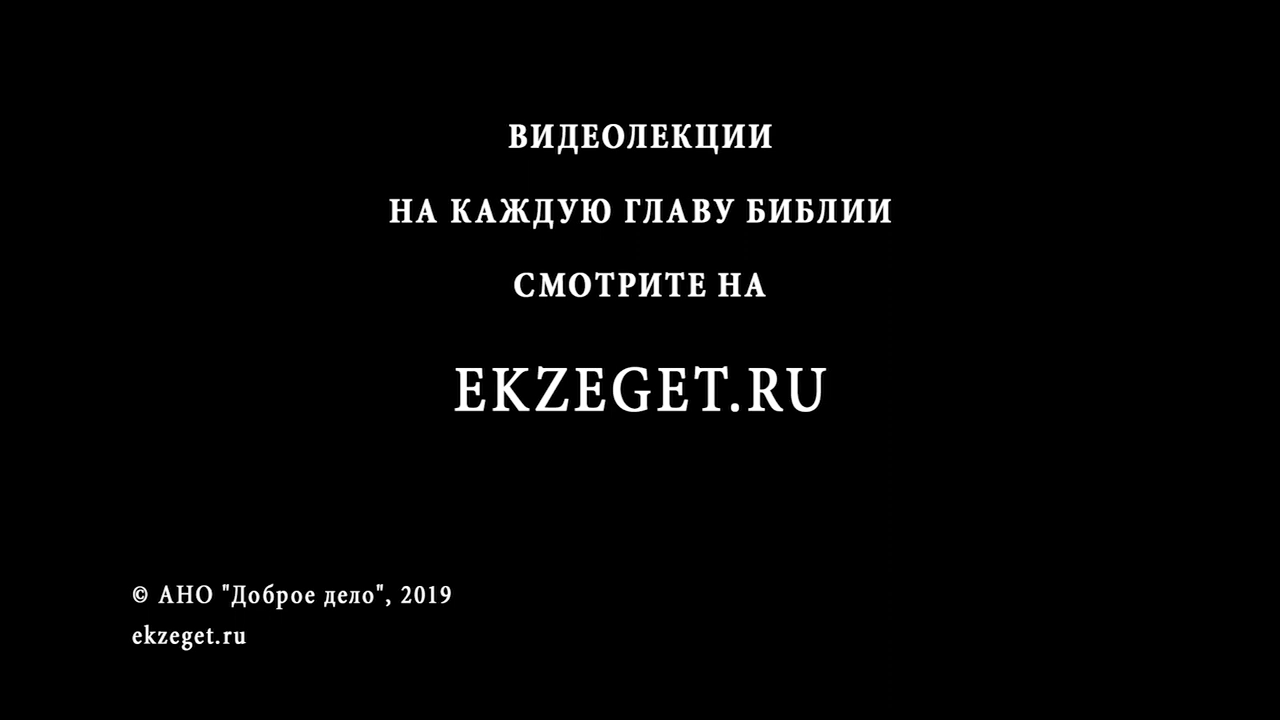 ВИДЕОЛЕКЦИИ
НА КАЖДУЮ ГЛАВУ БИБЛИИ
СМОТРИТЕ НА
EKZEGET.RU
© АНО "Доброе дело", 2019
ekzeget.ru